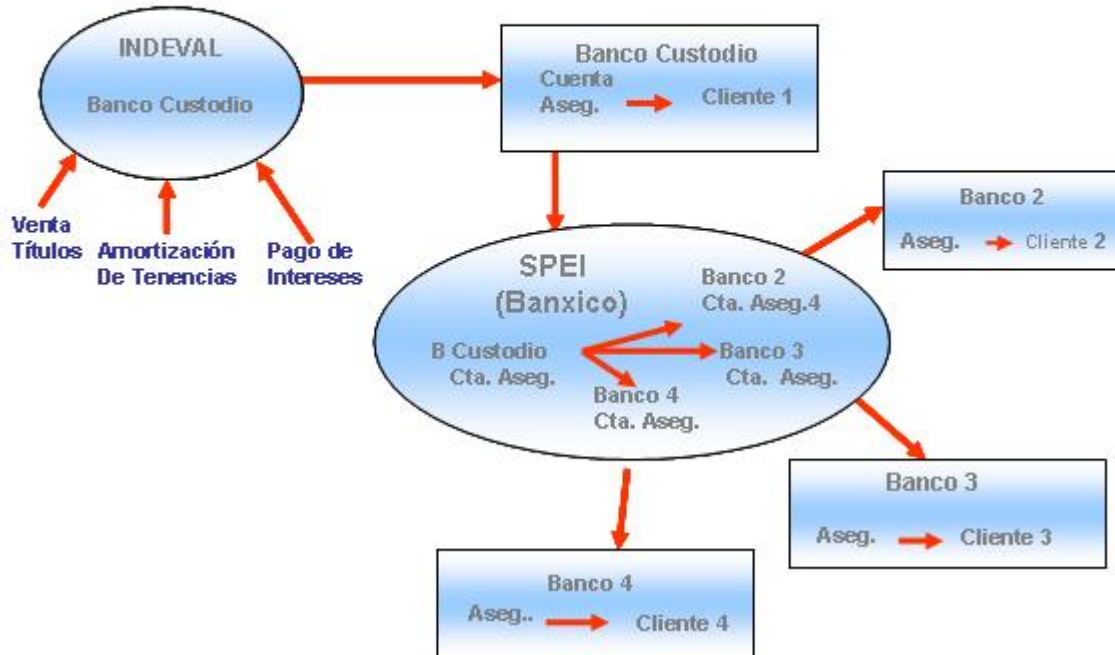 INDEVAL
Banco Custodio
Banco Custodio
Cuenta
Aseg.
Cliente 1
Venta
Títulos
Amortización
De Tenencias
Pago de
Intereses
Banco 2
Aseg.
Cliente 2
SPEI
(Banxico)
Banco 2
Cta. Aseg.4
B Custodio
Cta. Aseg.
Banco 3
Cta. Aseg.
Banco 4
Cta. Aseg.
Banco 3
Aseg.
Cliente 3
Banco 4
Aseg..
Cliente 4